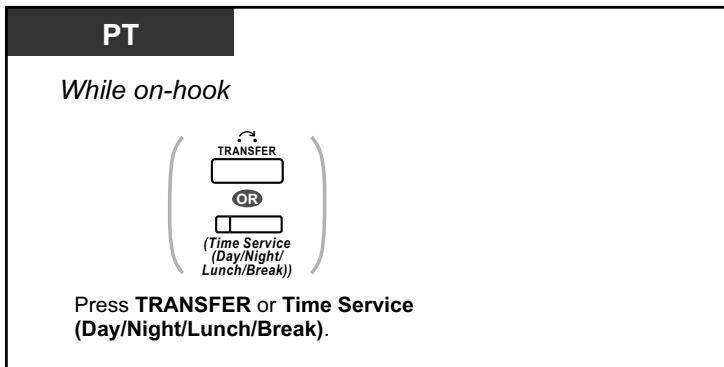 PT
While on-hook
TRANSFER
OR
(Time Service
(Day/Night/
Lunch/Break))
Press TRANSFER or Time Service
(Day/Night/Lunch/Break).